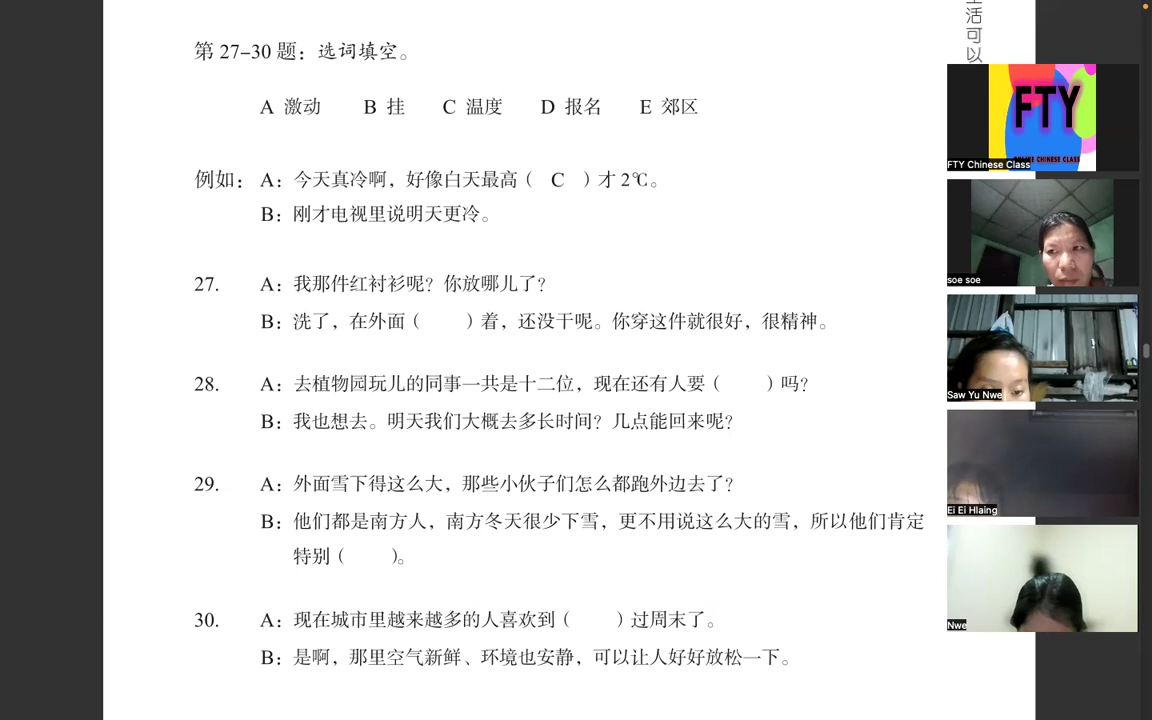 活可以
第 27–30 题：选词填空。
A 激动 B 挂 C 温度 D 报名 E 郊区
例如：A：今天真冷啊，好像白天最高（ C ）才 2℃。
B：刚才电视里说明天更冷。
27. A：我那件红衬衫呢？你放哪儿了？
B：洗了，在外面（ ）着，还没干呢。你穿这件就很好，很精神。
28. A：去植物园玩儿的同事一共是十二位，现在还有人要（ ）吗？
B：我也想去。明天我们大概去多长时间？几点能回来呢？
29. A：外面雪下得这么大，那些小伙子们怎么都跑外边去了？
B：他们都是南方人，南方冬天很少下雪，更不用说这么大的雪，所以他们肯定
特别（ ）。
30. A：现在城市里越来越多的人喜欢到（ ）过周末了。
B：是啊，那里空气新鲜、环境也安静，可以让人好好放松一下。
FTY
CHINESE CLASS
FTY Chinese Class
soe soe
Saw Yu Nwe
Ei Ei Hlaing
Nwe